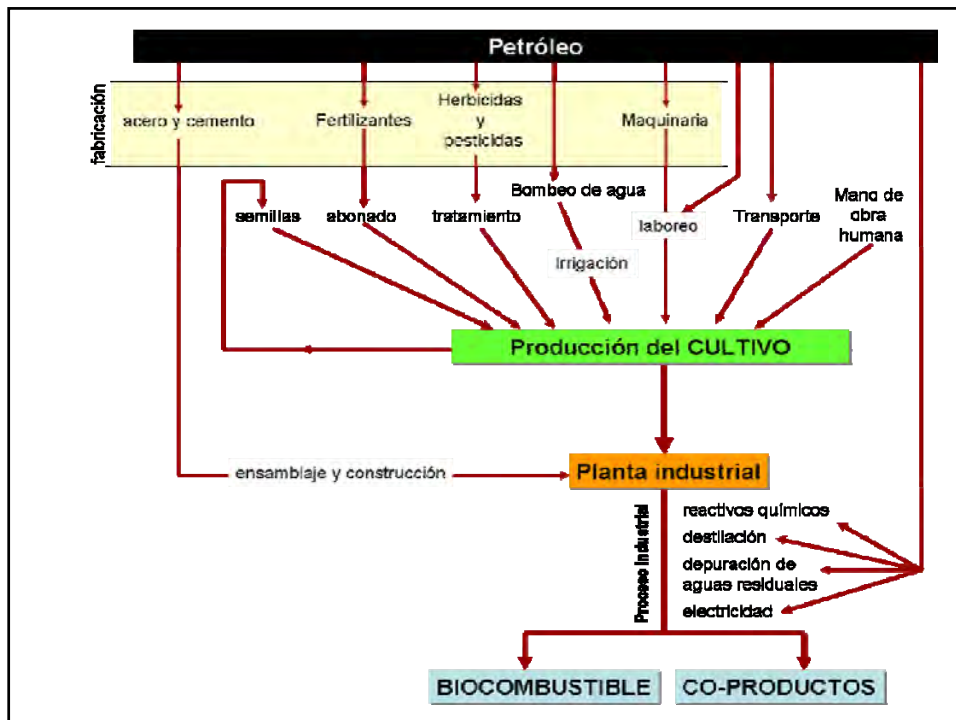 Petróleo
fabricación
acero y cemento
Fertilizantes
Herbicidas
y
pesticidas
Maquinaria
semillas
abonado
tratamiento
Bombeo de agua
Irrigación
laboreo
Transporte
Mano de
obra
humana
Producción del CULTIVO
ensamblaje y construcción
Planta industrial
Proceso industrial
reactivos químicos
destilación
depuración de
aguas residuales
electricidad
BIOCOMBUSTIBLE
CO-PRODUCTOS